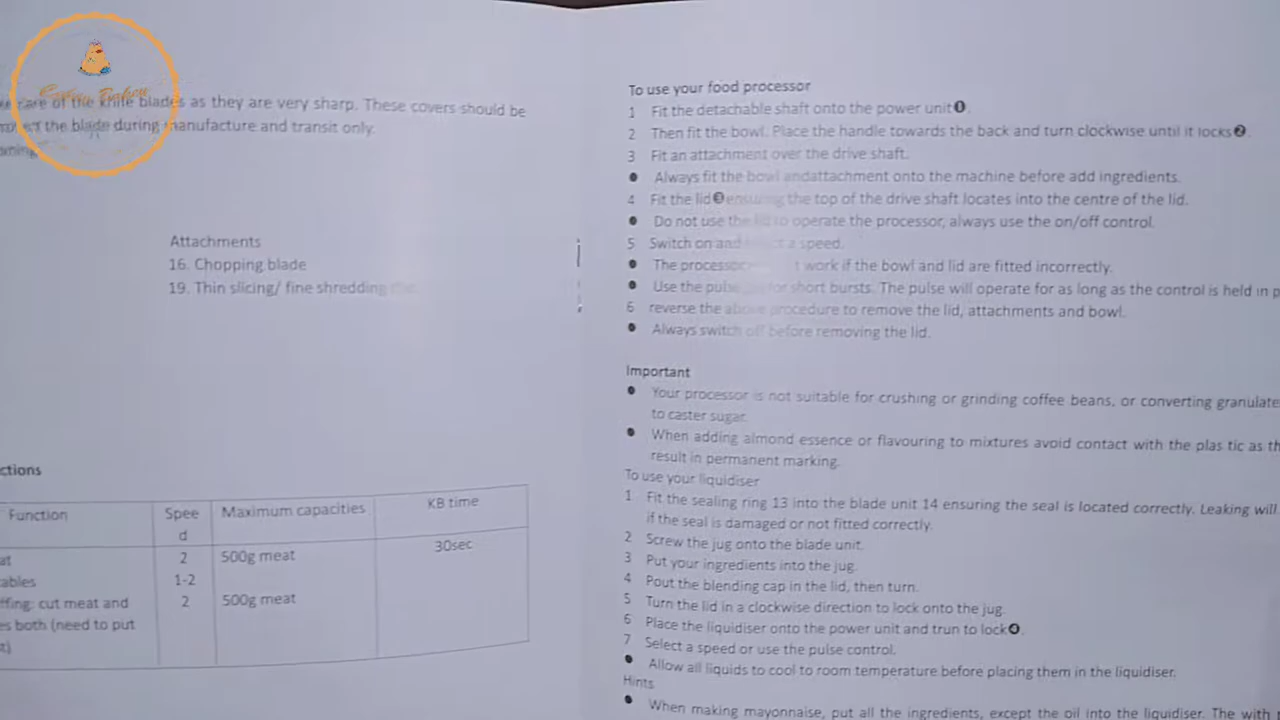 care of the knife blades as they are very sharp. These covers should be
the blade during manufacture and transit only.
Attachments
16. Chopping blade
19. Thin slicing/ fine shredding
ctions
Function Spee d Maximum capacities KB time
at 2 500g meat 30sec
ables 1-2
ffing: cut meat and 2 500g meat
es both (need to put
t)
To use your food processor
1 Fit the detachable shaft onto the power unit❶.
2 Then fit the bowl. Place the handle towards the back and turn clockwise until it locks❷.
3 Fit an attachment over the drive shaft.
● Always fit the bowl andattachment onto the machine before add ingredients.
4 Fit the lid❸ensuring the top of the drive shaft locates into the centre of the lid.
● Do not use the lid to operate the processor, always use the on/off control.
5 Switch on and a speed.
● The processor work if the bowl and lid are fitted incorrectly.
● Use the pulse for short bursts. The pulse will operate for as long as the control is held in p
6 reverse the above procedure to remove the lid, attachments and bowl.
● Always switch off before removing the lid.
Important
● Your processor is not suitable for crushing or grinding coffee beans, or converting granulate
to caster sugar.
● When adding almond essence or flavouring to mixtures avoid contact with the plas tic as th
result in permanent marking.
To use your liquidiser
1 Fit the sealing ring 13 into the blade unit 14 ensuring the seal is located correctly. Leaking will
if the seal is damaged or not fitted correctly.
2 Screw the jug onto the blade unit.
3 Put your ingredients into the jug.
4 Pout the blending cap in the lid, then turn.
5 Turn the lid in a clockwise direction to lock onto the jug.
6 Place the liquidiser onto the power unit and trun to lock❹.
7 Select a speed or use the pulse control.
● Allow all liquids to cool to room temperature before placing them in the liquidiser.
Hints
● When making mayonnaise, put all the ingredients, except the oil into the liquidiser. The with